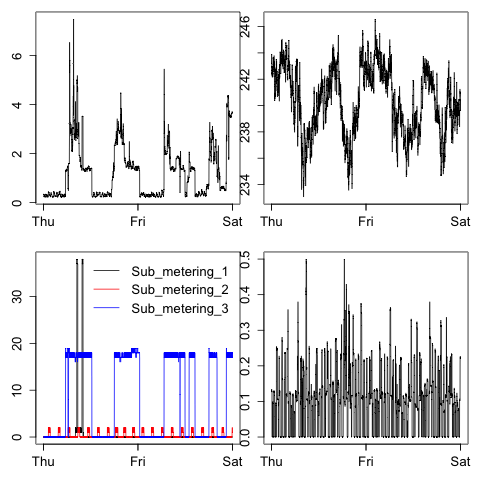 6
4
2
0
Thu Fri Sat
246
242
238
234
Thu Fri Sat
30
20
10
0
Sub_metering_1
Sub_metering_2
Sub_metering_3
Thu Fri Sat
0.5
0.4
0.3
0.2
0.1
0.0
Thu Fri Sat